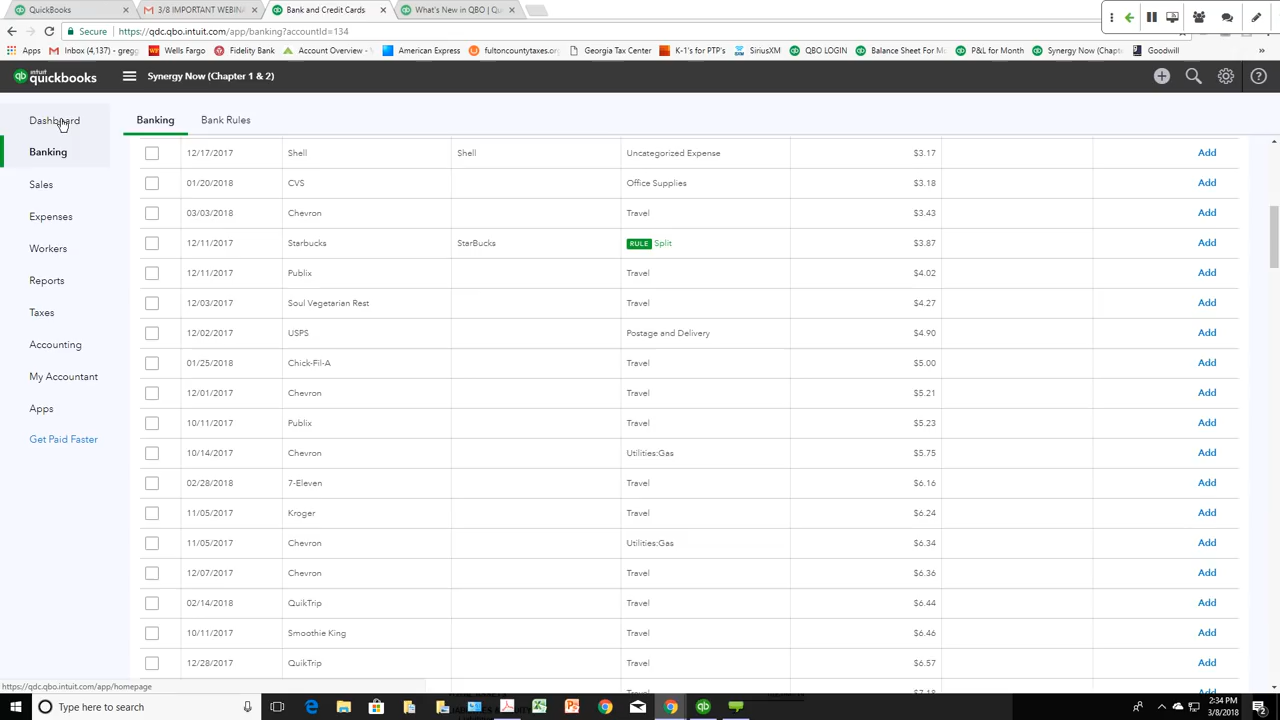 QuickBooks
3/8 IMPORTANT WEBINA
Bank and Credit Cards
What's New in QBO | Qu
Secure
https://qdc.qbo.intuit.com/app/banking?accountId=134
Apps
Inbox (4,137) - gregg
Wells Fargo
Fidelity Bank
Account Overview -
American Express
fultoncountytaxes.or
Georgia Tax Center
K-1's for PTP's
SiriusXM
QBO LOGIN
Balance Sheet For M
P&L for Month
Synergy Now (Chapt
Goodwill
intuit
quickbooks
Synergy Now (Chapter 1 & 2)
Dashboard
Banking
Sales
Expenses
Workers
Reports
Taxes
Accounting
My Accountant
Apps
Get Paid Faster
Banking
Bank Rules
12/17/2017 Shell Shell Uncategorized Expense $3.17 Add
01/20/2018 CVS Office Supplies $3.18 Add
03/03/2018 Chevron Travel $3.43 Add
12/11/2017 Starbucks StarBucks RULE Split $3.87 Add
12/11/2017 Publix Travel $4.02 Add
12/03/2017 Soul Vegetarian Rest Travel $4.27 Add
12/02/2017 USPS Postage and Delivery $4.90 Add
01/25/2018 Chick-Fil-A Travel $5.00 Add
12/01/2017 Chevron Travel $5.21 Add
10/11/2017 Publix Travel $5.23 Add
10/14/2017 Chevron Utilities:Gas $5.75 Add
02/28/2018 7-Eleven Travel $6.16 Add
11/05/2017 Kroger Travel $6.24 Add
11/05/2017 Chevron Utilities:Gas $6.34 Add
12/07/2017 Chevron Travel $6.36 Add
02/14/2018 QuikTrip Travel $6.44 Add
10/11/2017 Smoothie King Travel $6.46 Add
12/28/2017 QuikTrip Travel $6.57 Add
https://qdc.qbo.intuit.com/app/homepage
Type here to search
2:34 PM
3/8/2018